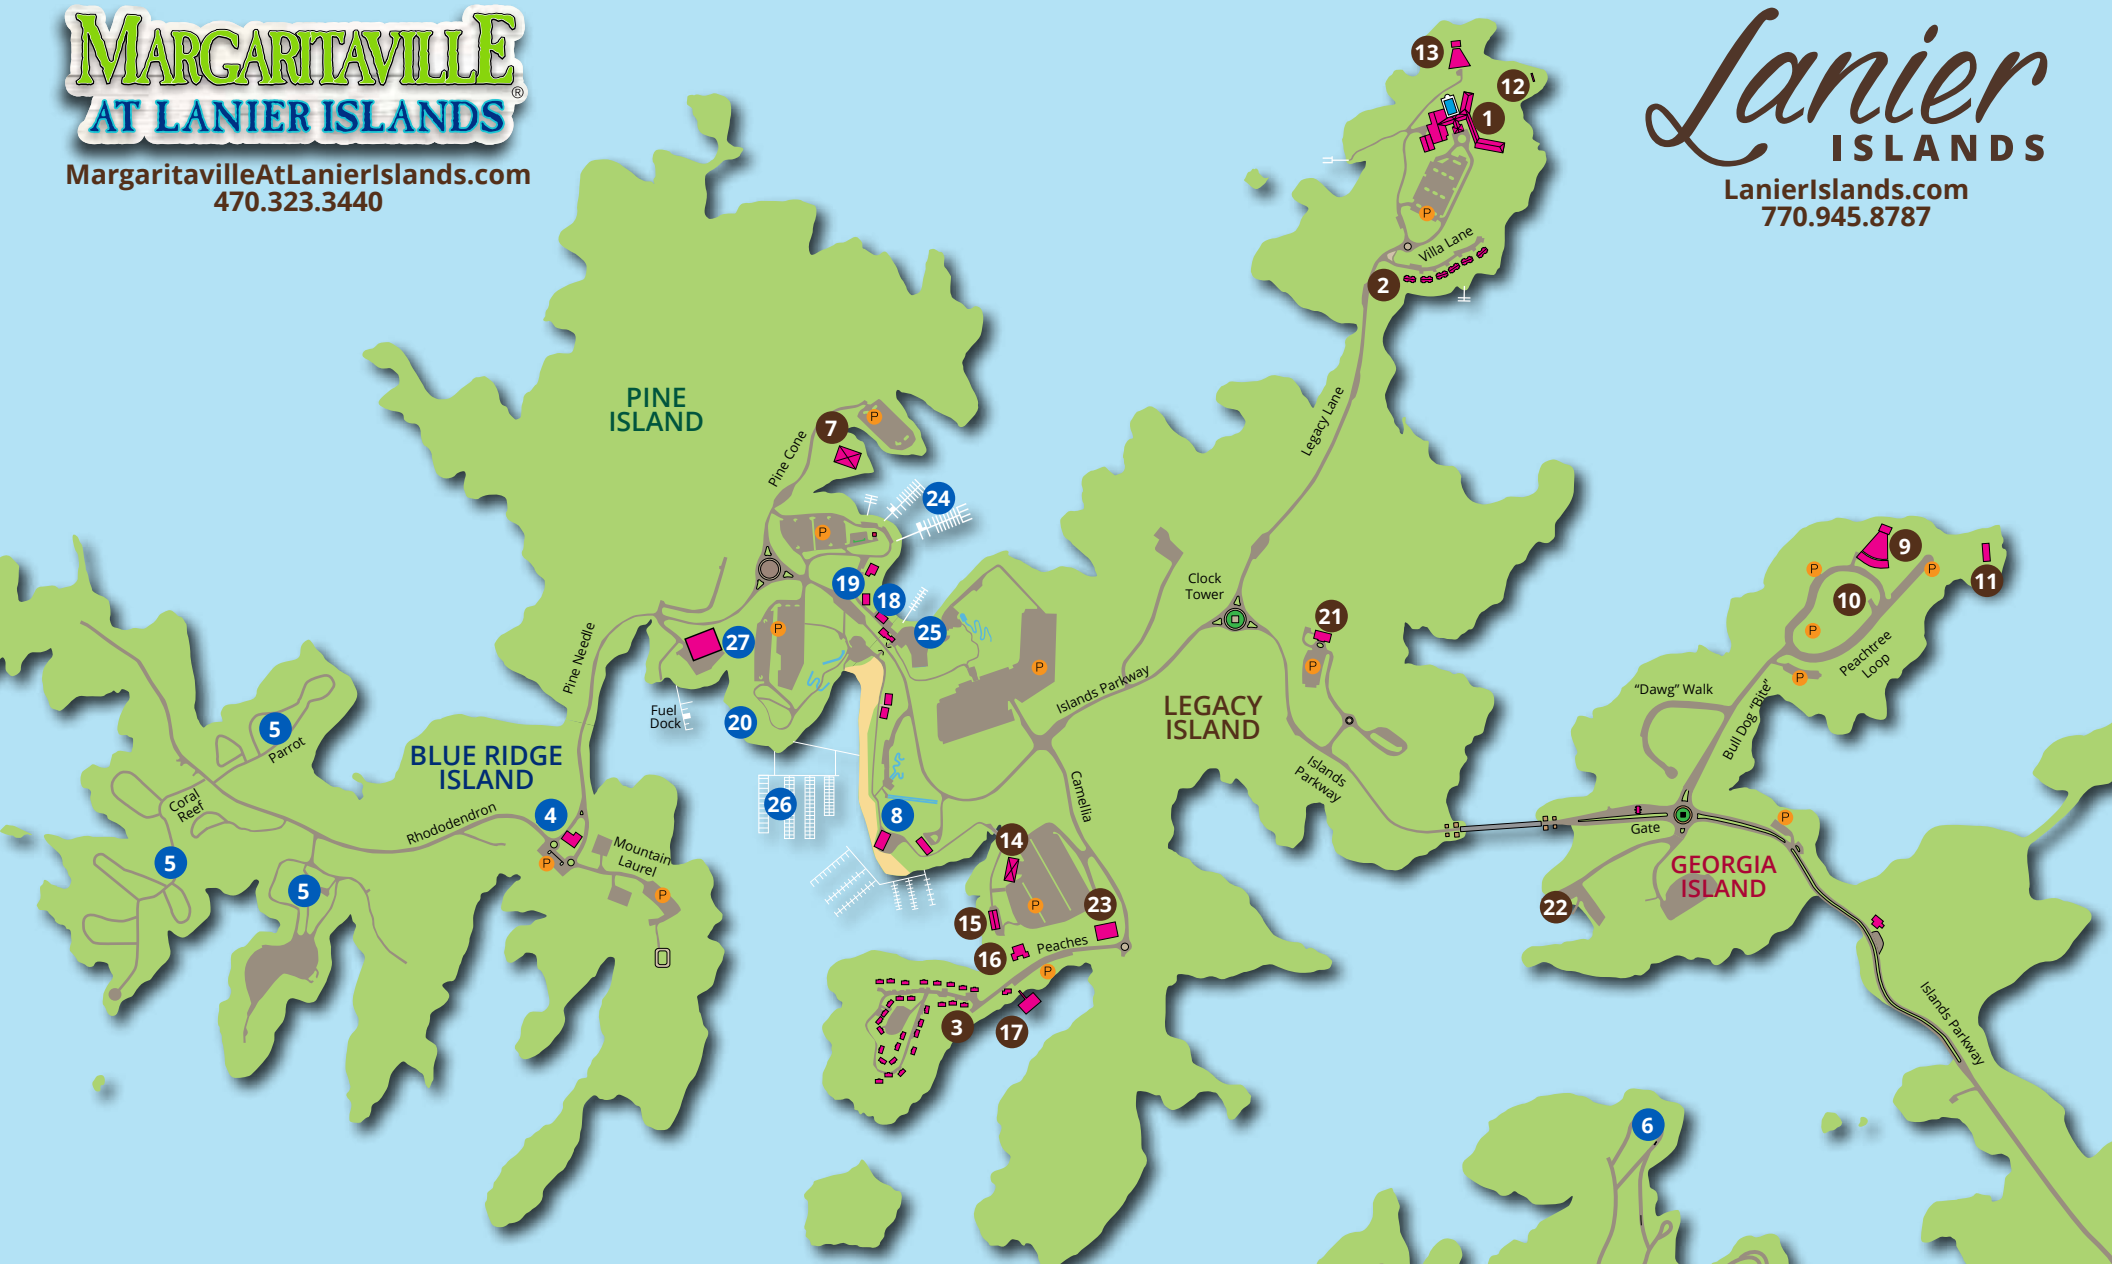 MARGARITAVILLE
AT LANIER ISLANDS®
MargaritavilleAtLanierIslands.com
470.323.3440
Lanier
ISLANDS
LanierIslands.com
770.945.8787
13
12
1
P
Villa Lane
2
Legacy Lane
PINE
ISLAND
7
P
Pine Cone
24
P
19
18
25
P
27
Pine Needle
Fuel
Dock
20
26
8
P
Clock
Tower
Islands Parkway
LEGACY
ISLAND
21
P
Islands
Parkway
Camellia
9
P
P
11
10
P
Peachtree
Loop
P
"Dawg" Walk
Bull Dog "Bite"
Gate
P
GEORGIA
ISLAND
22
Islands Parkway
6
5
Parrot
BLUE RIDGE
ISLAND
Coral
Reef
Rhododendron
4
P
Mountain
Laurel
P
5
5
14
P
15
23
16
Peaches
P
3
17